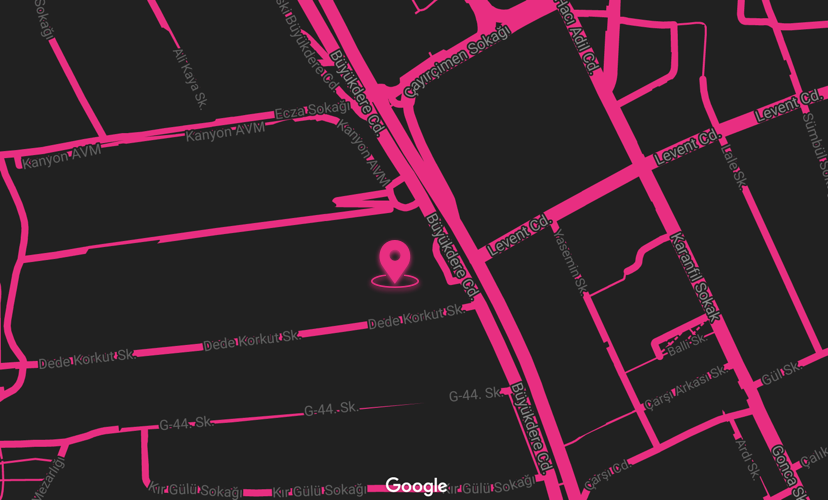 Sokağı
Ali Kaya Sk.
Büyükdere Cd.
Büyükdere Cd.
Çayırçimen Sokağı
Hacı Adil Cd.
Levent Cd.
Levent Cd.
Lale Sk.
Ecza Sokağı
Kanyon AVM
Kanyon AVM
Kanyon AVM
Büyükdere Cd.
Levent Cd.
Yasemin Sk.
Karanfil Sokak
Dede Korkut Sk.
Dede Korkut Sk.
Dede Korkut Sk.
Ballı Sk.
Gül Sk.
Çarşı Arkası Sk.
G-44. Sk.
G-44. Sk.
G-44. Sk.
Büyükdere Cd.
Çarşı Cd.
Ardı Sk.
Gonca Sk
Mezarlığı
Kır Gülü Sokağı
Kır Gülü Sokağı
Kır Gülü Sokağı
Google